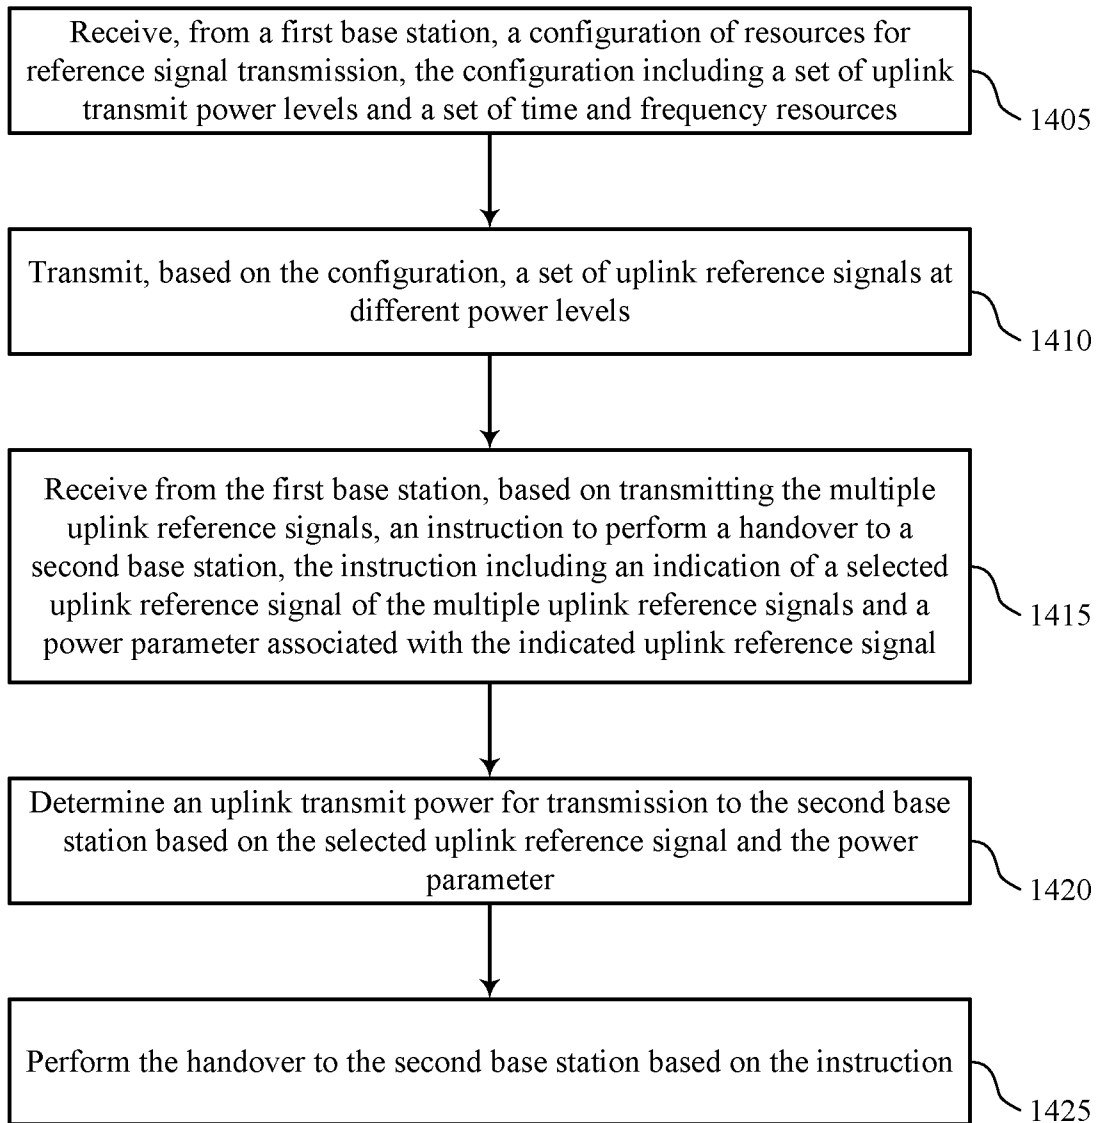 Receive, from a first base station, a configuration of resources for
reference signal transmission, the configuration including a set of uplink
transmit power levels and a set of time and frequency resources
1405
Transmit, based on the configuration, a set of uplink reference signals at
different power levels
1410
Receive from the first base station, based on transmitting the multiple
uplink reference signals, an instruction to perform a handover to a
second base station, the instruction including an indication of a selected
uplink reference signal of the multiple uplink reference signals and a
power parameter associated with the indicated uplink reference signal
1415
Determine an uplink transmit power for transmission to the second base
station based on the selected uplink reference signal and the power
parameter
1420
Perform the handover to the second base station based on the instruction
1425